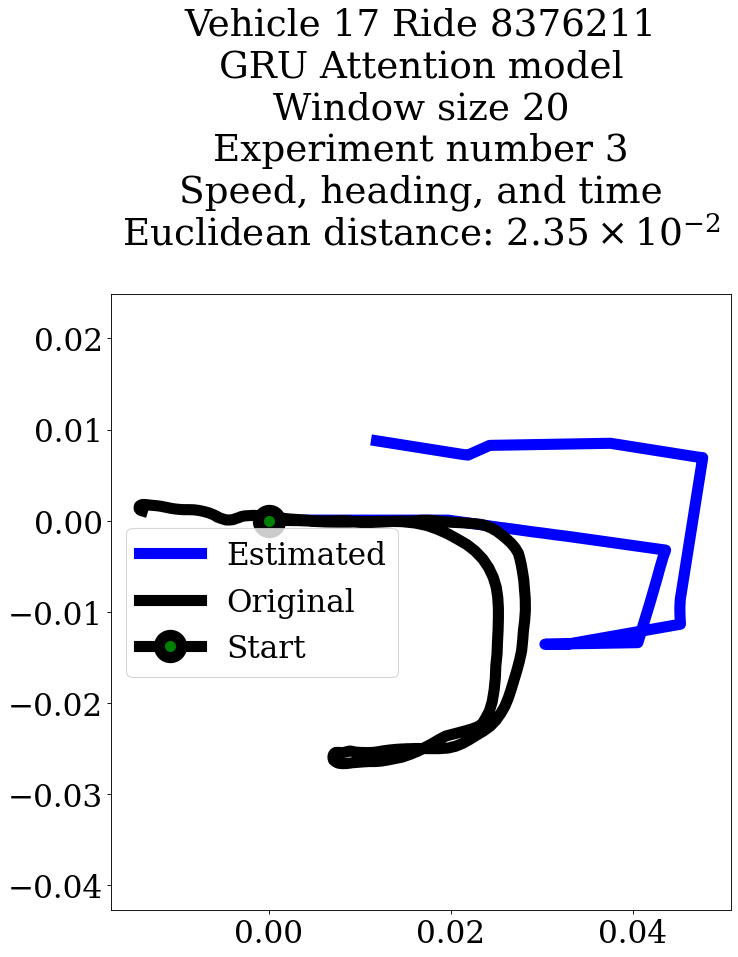 Vehicle 17 Ride 8376211
GRU Attention model
Window size 20
Experiment number 3
Speed, heading, and time
Euclidean distance: 2.35 × 10⁻²
0.02
0.01
0.00
−0.01
−0.02
−0.03
−0.04
Estimated
Original
Start
0.00 0.02 0.04